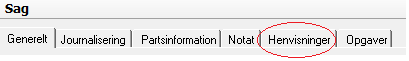 Sag
Generelt Journalisering Partsinformation Notat Henvisninger Opgaver